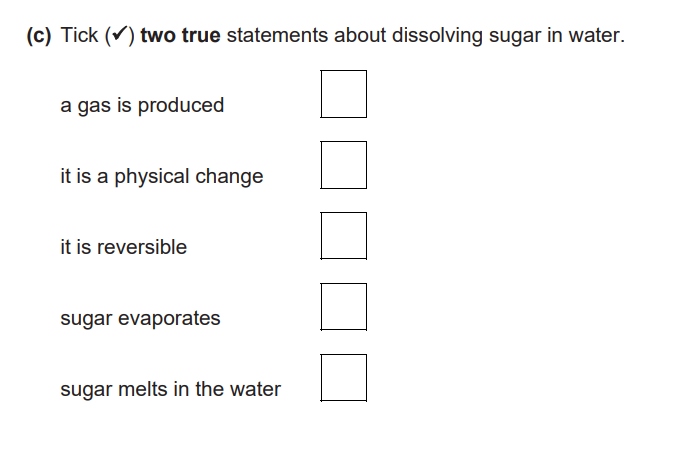 (c) Tick (✓) two true statements about dissolving sugar in water.
a gas is produced
it is a physical change
it is reversible
sugar evaporates
sugar melts in the water